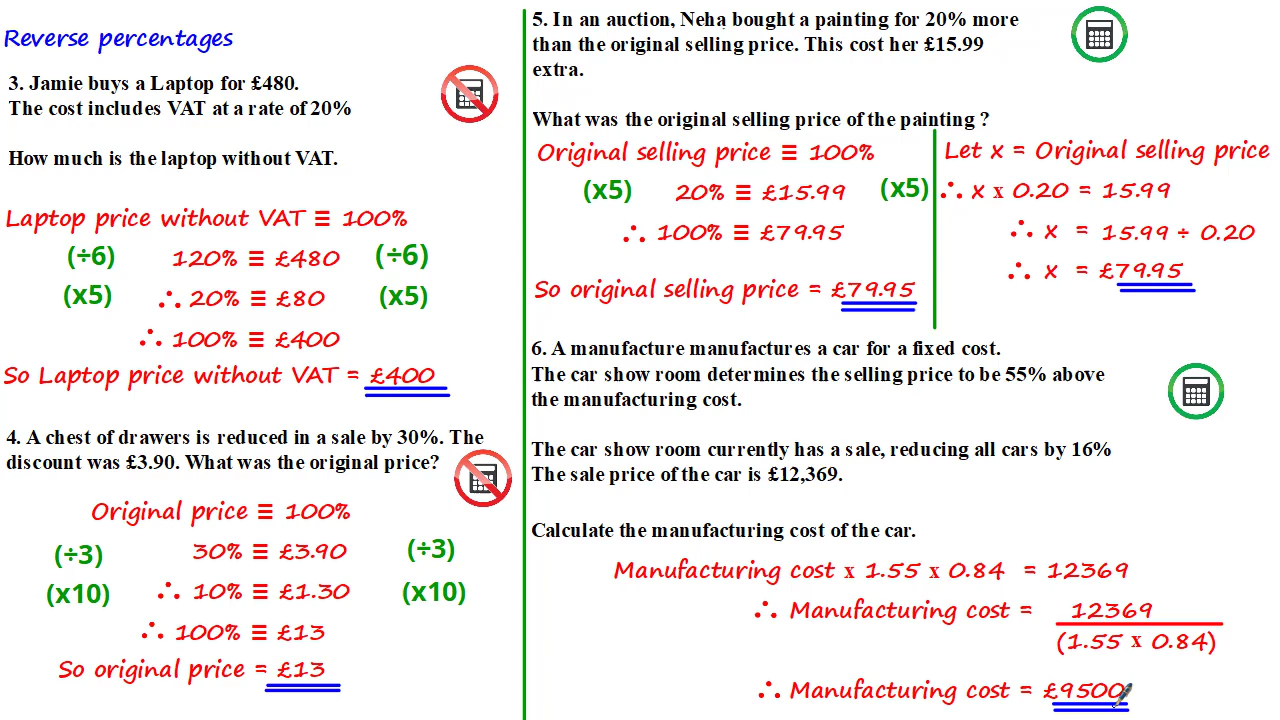 Reverse percentages
3. Jamie buys a Laptop for £480.
The cost includes VAT at a rate of 20%
How much is the laptop without VAT.
Laptop price without VAT ≡ 100%
(÷6) 120% ≡ £480 (÷6)
(x5) ∴ 20% ≡ £80 (x5)
∴ 100% ≡ £400
So Laptop price without VAT = £400
4. A chest of drawers is reduced in a sale by 30%. The
discount was £3.90. What was the original price?
Original price ≡ 100%
(÷3) 30% ≡ £3.90 (÷3)
(x10) ∴ 10% ≡ £1.30 (x10)
∴ 100% ≡ £13
So original price = £13
5. In an auction, Neha bought a painting for 20% more
than the original selling price. This cost her £15.99
extra.
What was the original selling price of the painting ?
Original selling price ≡ 100%
(x5) 20% ≡ £15.99 (x5)
∴ 100% ≡ £79.95
So original selling price = £79.95
Let x = Original selling price
∴ x x 0.20 = 15.99
∴ x = 15.99 ÷ 0.20
∴ x = £79.95
6. A manufacture manufactures a car for a fixed cost.
The car show room determines the selling price to be 55% above
the manufacturing cost.
The car show room currently has a sale, reducing all cars by 16%
The sale price of the car is £12,369.
Calculate the manufacturing cost of the car.
Manufacturing cost x 1.55 x 0.84 = 12369
∴ Manufacturing cost = 12369
(1.55 x 0.84)
∴ Manufacturing cost = £9500